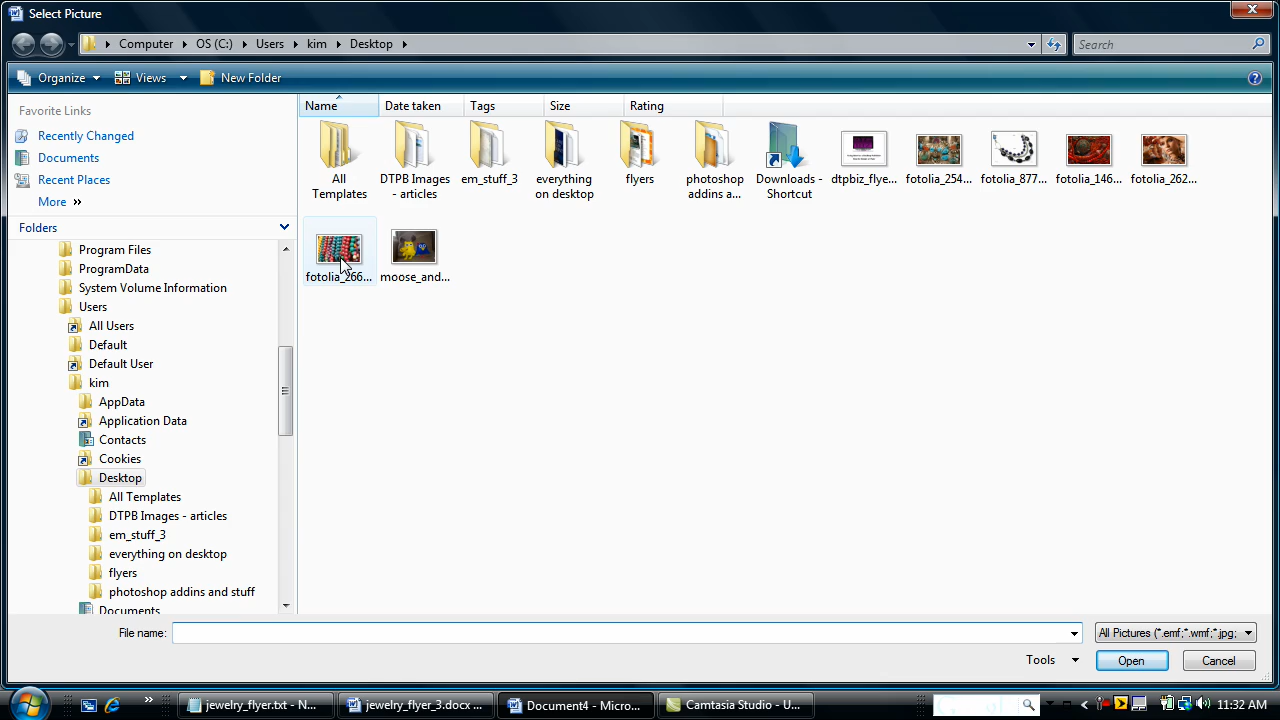 Select Picture
Computer OS (C:) Users kim Desktop
Search
Organize Views New Folder
Favorite Links
Recently Changed
Documents
Recent Places
More »
Folders
Program Files
ProgramData
System Volume Information
Users
All Users
Default
Default User
kim
AppData
Application Data
Contacts
Cookies
Desktop
All Templates
DTPB Images - articles
em_stuff_3
everything on desktop
flyers
photoshop addins and stuff
Documents
Name Date taken Tags Size Rating
All Templates
DTPB Images - articles
em_stuff_3
everything on desktop
flyers
photoshop addins a...
Downloads - Shortcut
dtpbiz_flye...
fotolia_254...
fotolia_877...
fotolia_146...
fotolia_262...
fotolia_266...
moose_and...
File name:
All Pictures (*.emf;*.wmf;*.jpg;
Tools
Open
Cancel
jewelry_flyer.txt - N...
jewelry_flyer_3.docx ...
Document4 - Micro...
Camtasia Studio - U...
11:32 AM